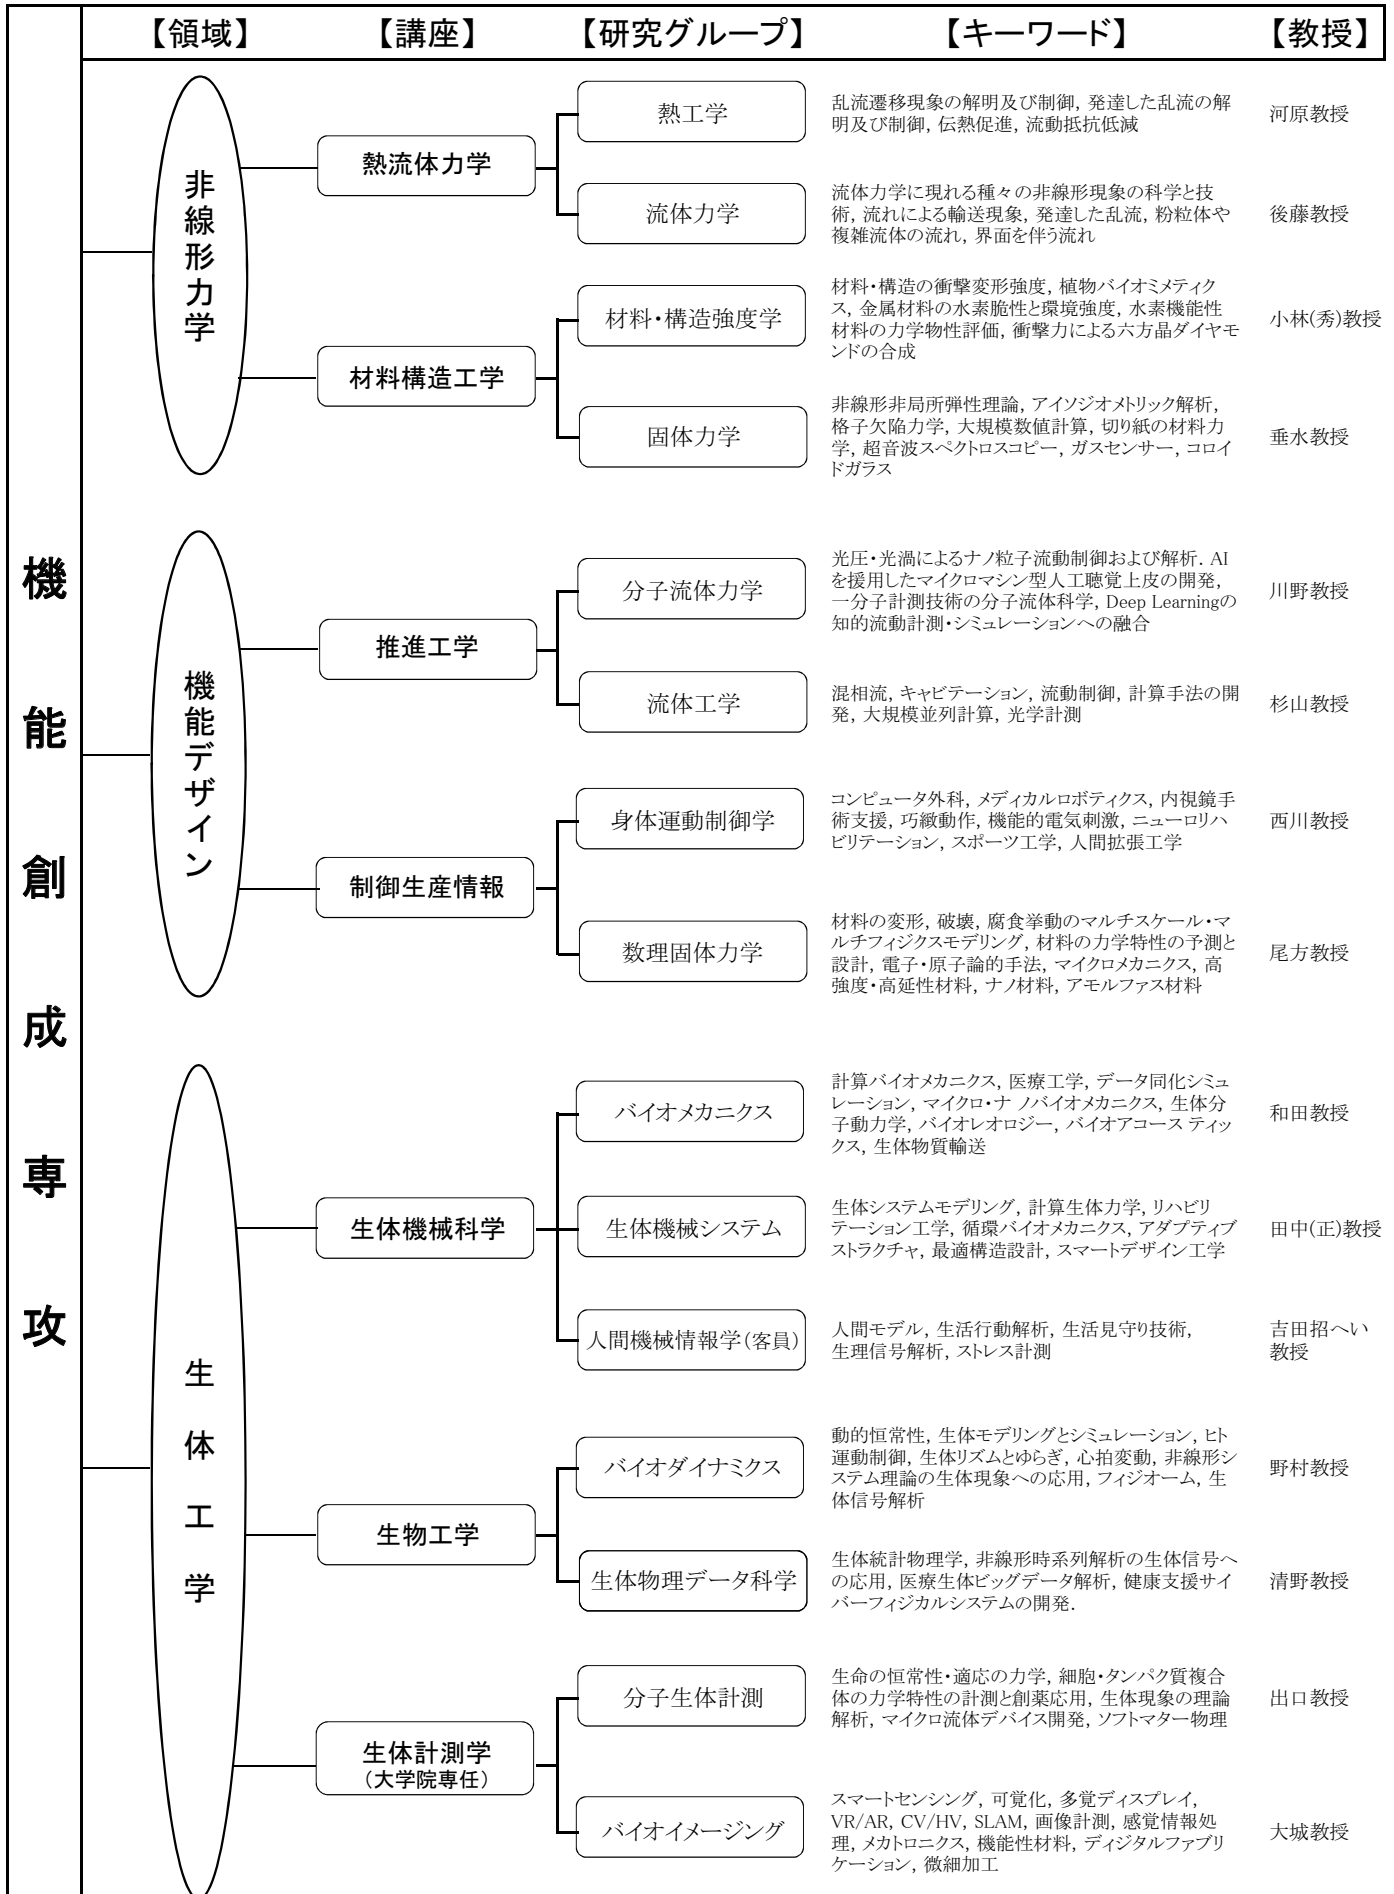 【領域】 【講座】 【研究グループ】 【キーワード】 【教授】
機能創成専攻
非線形力学
熱流体力学
熱工学
乱流遷移現象の解明及び制御, 発達した乱流の解
明及び制御, 伝熱促進, 流動抵抗低減
河原教授
流体力学
流体力学に現れる種々の非線形現象の科学と技
術, 流れによる輸送現象, 発達した乱流, 粉粒体や
複雑流体の流れ, 界面を伴う流れ
後藤教授
材料構造工学
材料・構造強度学
材料・構造の衝撃変形強度, 植物バイオミメティク
ス, 金属材料の水素脆性と環境強度, 水素機能性
材料の力学物性評価, 衝撃力による六方晶ダイヤモ
ンドの合成
小林(秀)教授
固体力学
非線形非局所弾性理論, アイソジオメトリック解析,
格子欠陥力学, 大規模数値計算, 切り紙の材料力
学, 超音波スペクトロスコピー, ガスセンサー, コロイ
ドガラス
垂水教授
機能デザイン
推進工学
分子流体力学
光圧・光渦によるナノ粒子流動制御および解析. AI
を援用したマイクロマシン型人工聴覚上皮の開発,
一分子計測技術の分子流体科学, Deep Learningの
知的流動計測・シミュレーションへの融合
川野教授
流体工学
混相流, キャビテーション, 流動制御, 計算手法の開
発, 大規模並列計算, 光学計測
杉山教授
制御生産情報
身体運動制御学
コンピュータ外科, メディカルロボティクス, 内視鏡手
術支援, 巧緻動作, 機能的電気刺激, ニューロリハ
ビリテーション, スポーツ工学, 人間拡張工学
西川教授
数理固体力学
材料の変形, 破壊, 腐食挙動のマルチスケール・マ
ルチフィジクスモデリング, 材料の力学特性の予測と
設計, 電子・原子論的手法, マイクロメカニクス, 高
強度・高延性材料, ナノ材料, アモルファス材料
尾方教授
生体工学
生体機械科学
バイオメカニクス
計算バイオメカニクス, 医療工学, データ同化シミュ
レーション, マイクロ・ナ ノバイオメカニクス, 生体分
子動力学, バイオレオロジー, バイオアコース ティッ
クス, 生体物質輸送
和田教授
生体機械システム
生体システムモデリング, 計算生体力学, リハビリ
テーション工学, 循環バイオメカニクス, アダプティブ
ストラクチャ, 最適構造設計, スマートデザイン工学
田中(正)教授
人間機械情報学(客員)
人間モデル, 生活行動解析, 生活見守り技術,
生理信号解析, ストレス計測
吉田招へい
教授
生物工学
バイオダイナミクス
動的恒常性, 生体モデリングとシミュレーション, ヒト
運動制御, 生体リズムとゆらぎ, 心拍変動, 非線形シ
ステム理論の生体現象への応用, フィジオーム, 生
体信号解析
野村教授
生体物理データ科学
生体統計物理学, 非線形時系列解析の生体信号へ
の応用, 医療生体ビッグデータ解析, 健康支援サイ
バーフィジカルシステムの開発.
清野教授
生体計測学
(大学院専任)
分子生体計測
生命の恒常性・適応の力学, 細胞・タンパク質複合
体の力学特性の計測と創薬応用, 生体現象の理論
解析, マイクロ流体デバイス開発, ソフトマター物理
出口教授
バイオイメージング
スマートセンシング, 可覚化, 多覚ディスプレイ,
VR/AR, CV/HV, SLAM, 画像計測, 感覚情報処
理, メカトロニクス, 機能性材料, ディジタルファブリ
ケーション, 微細加工
大城教授